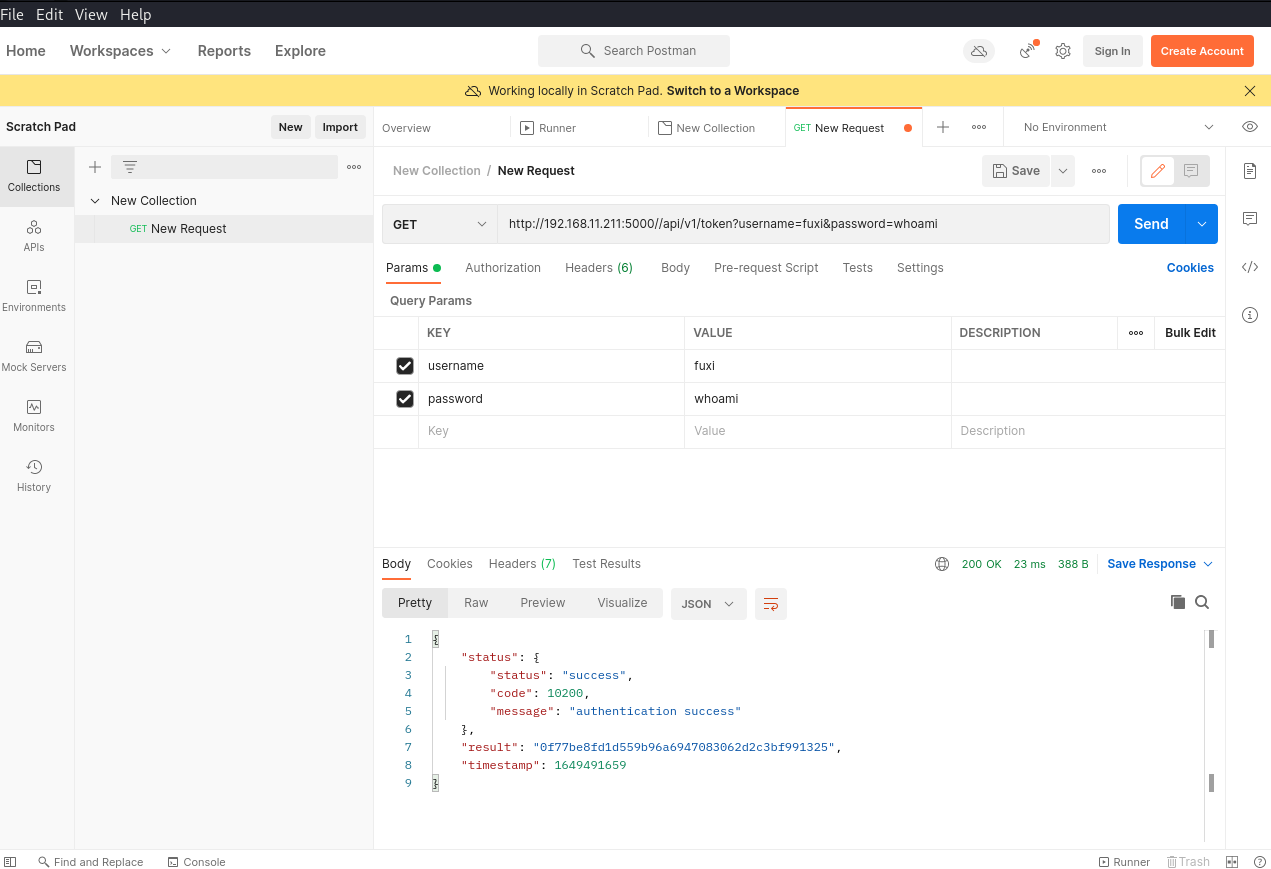 File Edit View Help
Home Workspaces Reports Explore Search Postman Sign In Create Account
Working locally in Scratch Pad. Switch to a Workspace
Scratch Pad New Import Overview Runner New Collection GET New Request No Environment
New Collection / New Request Save
Collections
New Collection
GET New Request
APIs
Environments
Mock Servers
Monitors
History
GET http://192.168.11.211:5000//api/v1/token?username=fuxi&password=whoami Send
Params Authorization Headers (6) Body Pre-request Script Tests Settings Cookies
Query Params
KEY VALUE DESCRIPTION Bulk Edit
username fuxi
password whoami
Key Value Description
Body Cookies Headers (7) Test Results 200 OK 23 ms 388 B Save Response
Pretty Raw Preview Visualize JSON
1 {
2 "status": {
3 "status": "success",
4 "code": 10200,
5 "message": "authentication success"
6 },
7 "result": "0f77be8fd1d559b96a6947083062d2c3bf991325",
8 "timestamp": 1649491659
9 }
Find and Replace Console Runner Trash